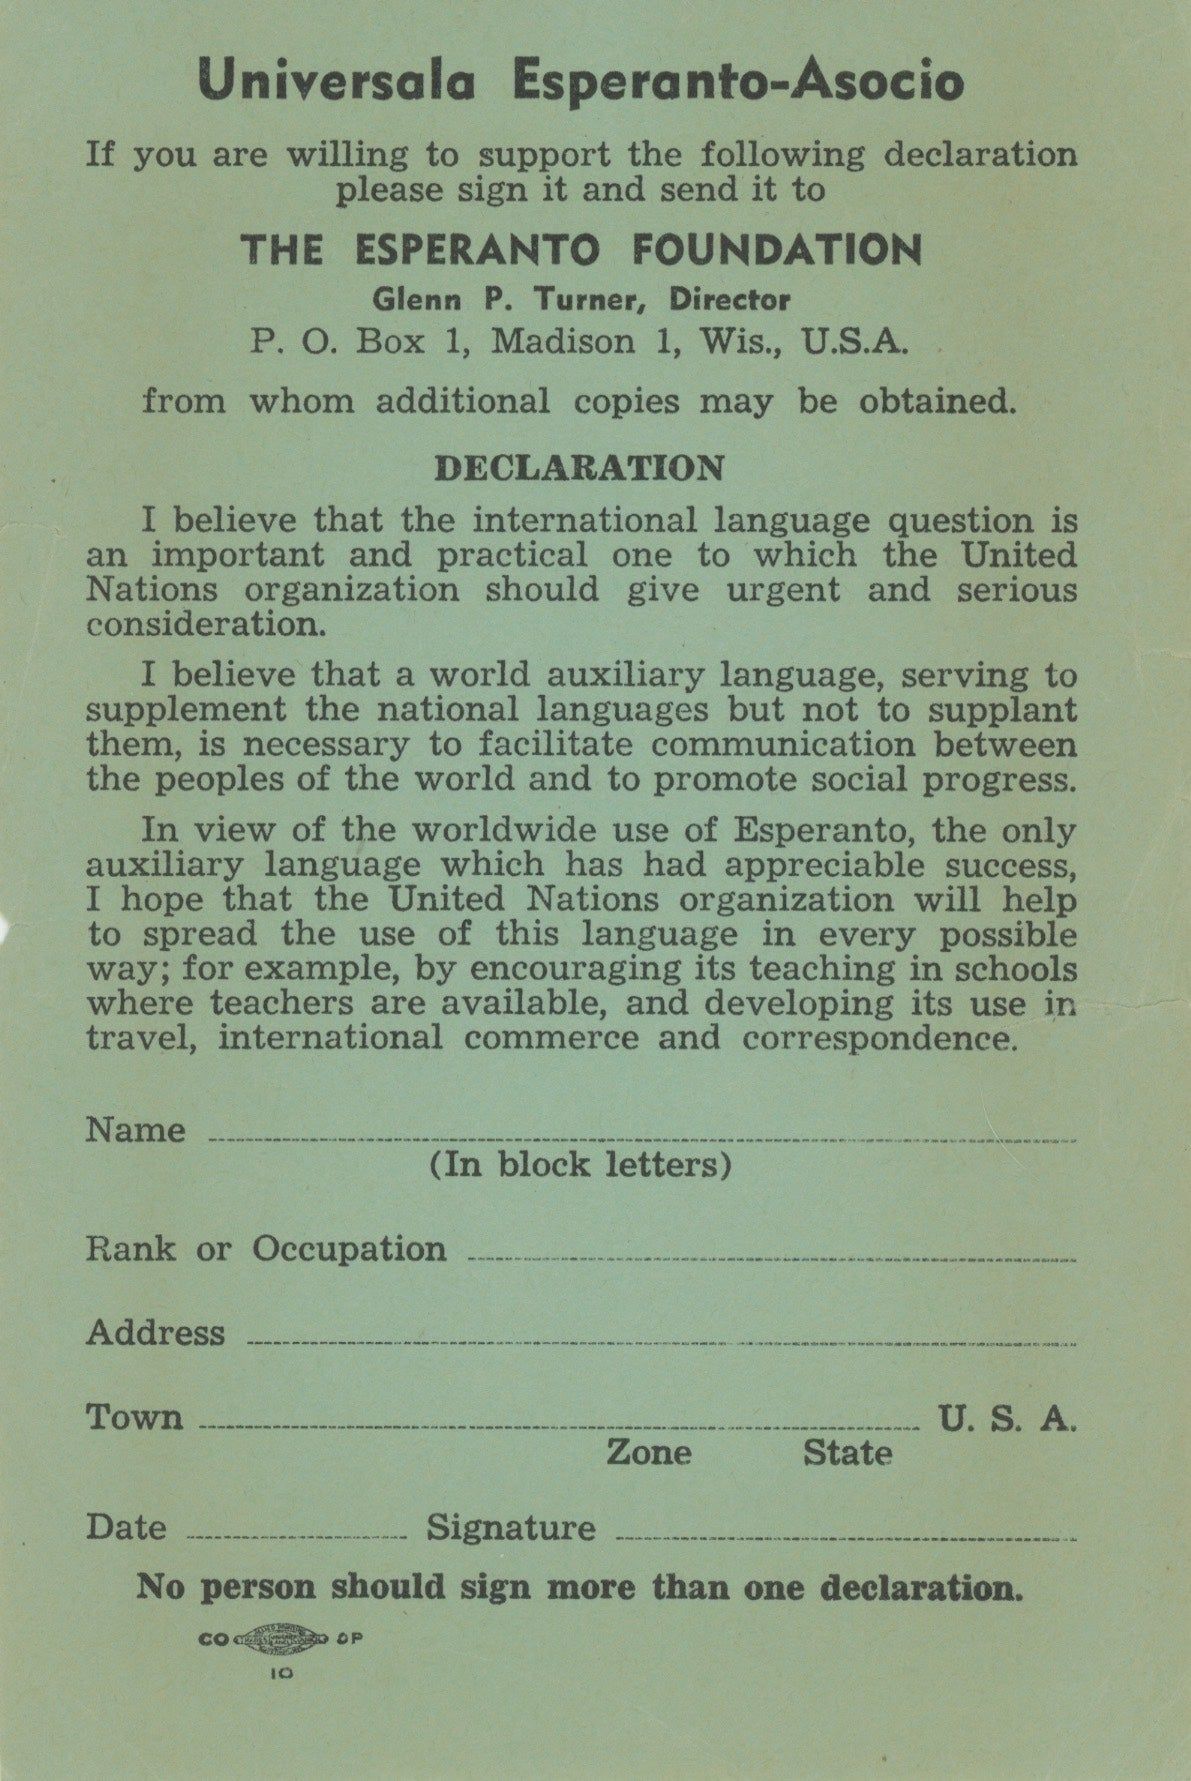 Universala Esperanto-Asocio
If you are willing to support the following declaration
please sign it and send it to
THE ESPERANTO FOUNDATION
Glenn P. Turner, Director
P. O. Box 1, Madison 1, Wis., U.S.A.
from whom additional copies may be obtained.
DECLARATION
I believe that the international language question is
an important and practical one to which the United
Nations organization should give urgent and serious
consideration.
I believe that a world auxiliary language, serving to
supplement the national languages but not to supplant
them, is necessary to facilitate communication between
the peoples of the world and to promote social progress.
In view of the worldwide use of Esperanto, the only
auxiliary language which has had appreciable success,
I hope that the United Nations organization will help
to spread the use of this language in every possible
way; for example, by encouraging its teaching in schools
where teachers are available, and developing its use in
travel, international commerce and correspondence.
Name
(In block letters)
Rank or Occupation
Address
Town U. S. A.
Zone State
Date Signature
No person should sign more than one declaration.
CO OP
10